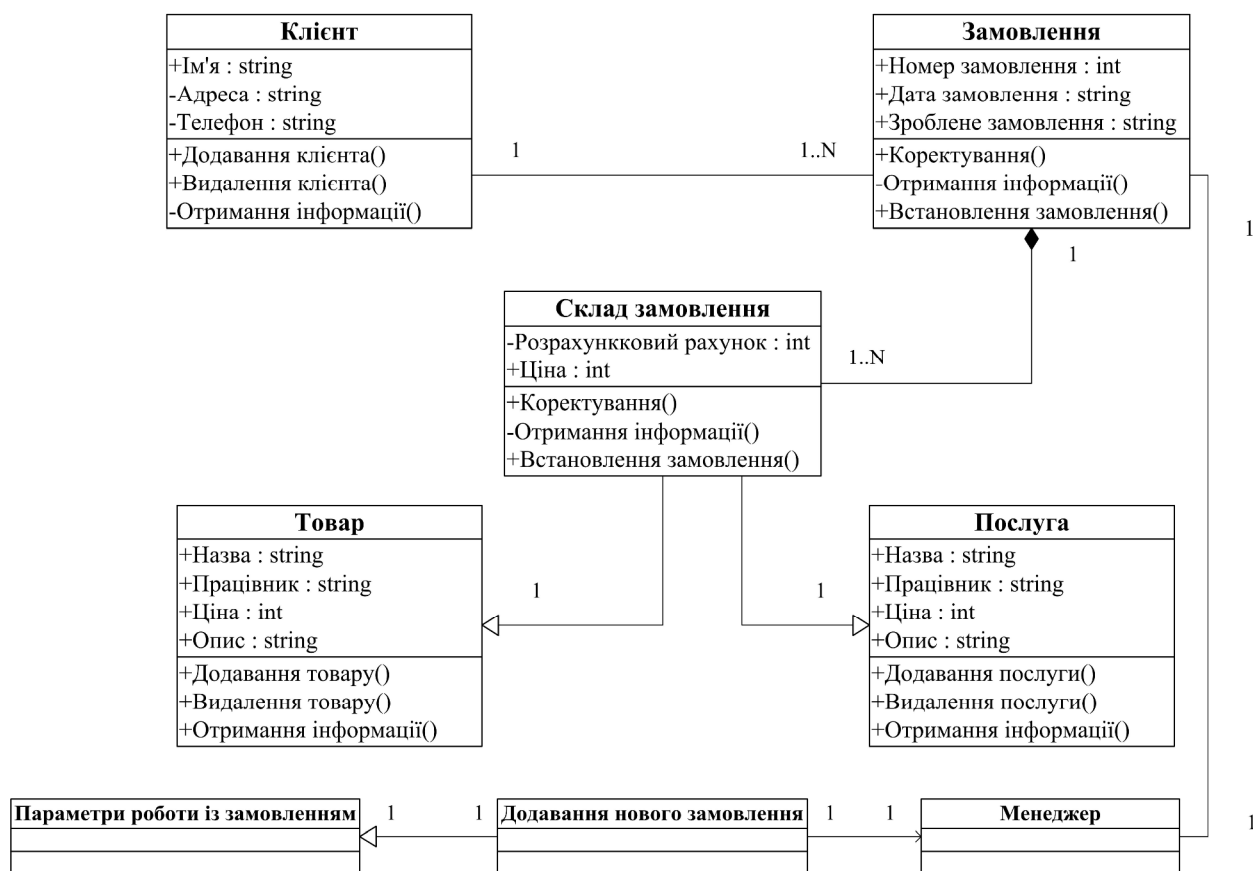 Клієнт
+Ім'я : string
-Адреса : string
-Телефон : string
+Додавання клієнта()
+Видалення клієнта()
-Отримання інформації()
1
1..N
Замовлення
+Номер замовлення : int
+Дата замовлення : string
+Зроблене замовлення : string
+Коректування()
-Отримання інформації()
+Встановлення замовлення()
1
1
Склад замовлення
-Розрахункковий рахунок : int
+Ціна : int
+Коректування()
-Отримання інформації()
+Встановлення замовлення()
1..N
Товар
+Назва : string
+Працівник : string
+Ціна : int
+Опис : string
+Додавання товару()
+Видалення товару()
+Отримання інформації()
1
1
Послуга
+Назва : string
+Працівник : string
+Ціна : int
+Опис : string
+Додавання послуги()
+Видалення послуги()
+Отримання інформації()
Параметри роботи із замовленням
1
1
Додавання нового замовлення
1
1
Менеджер
1